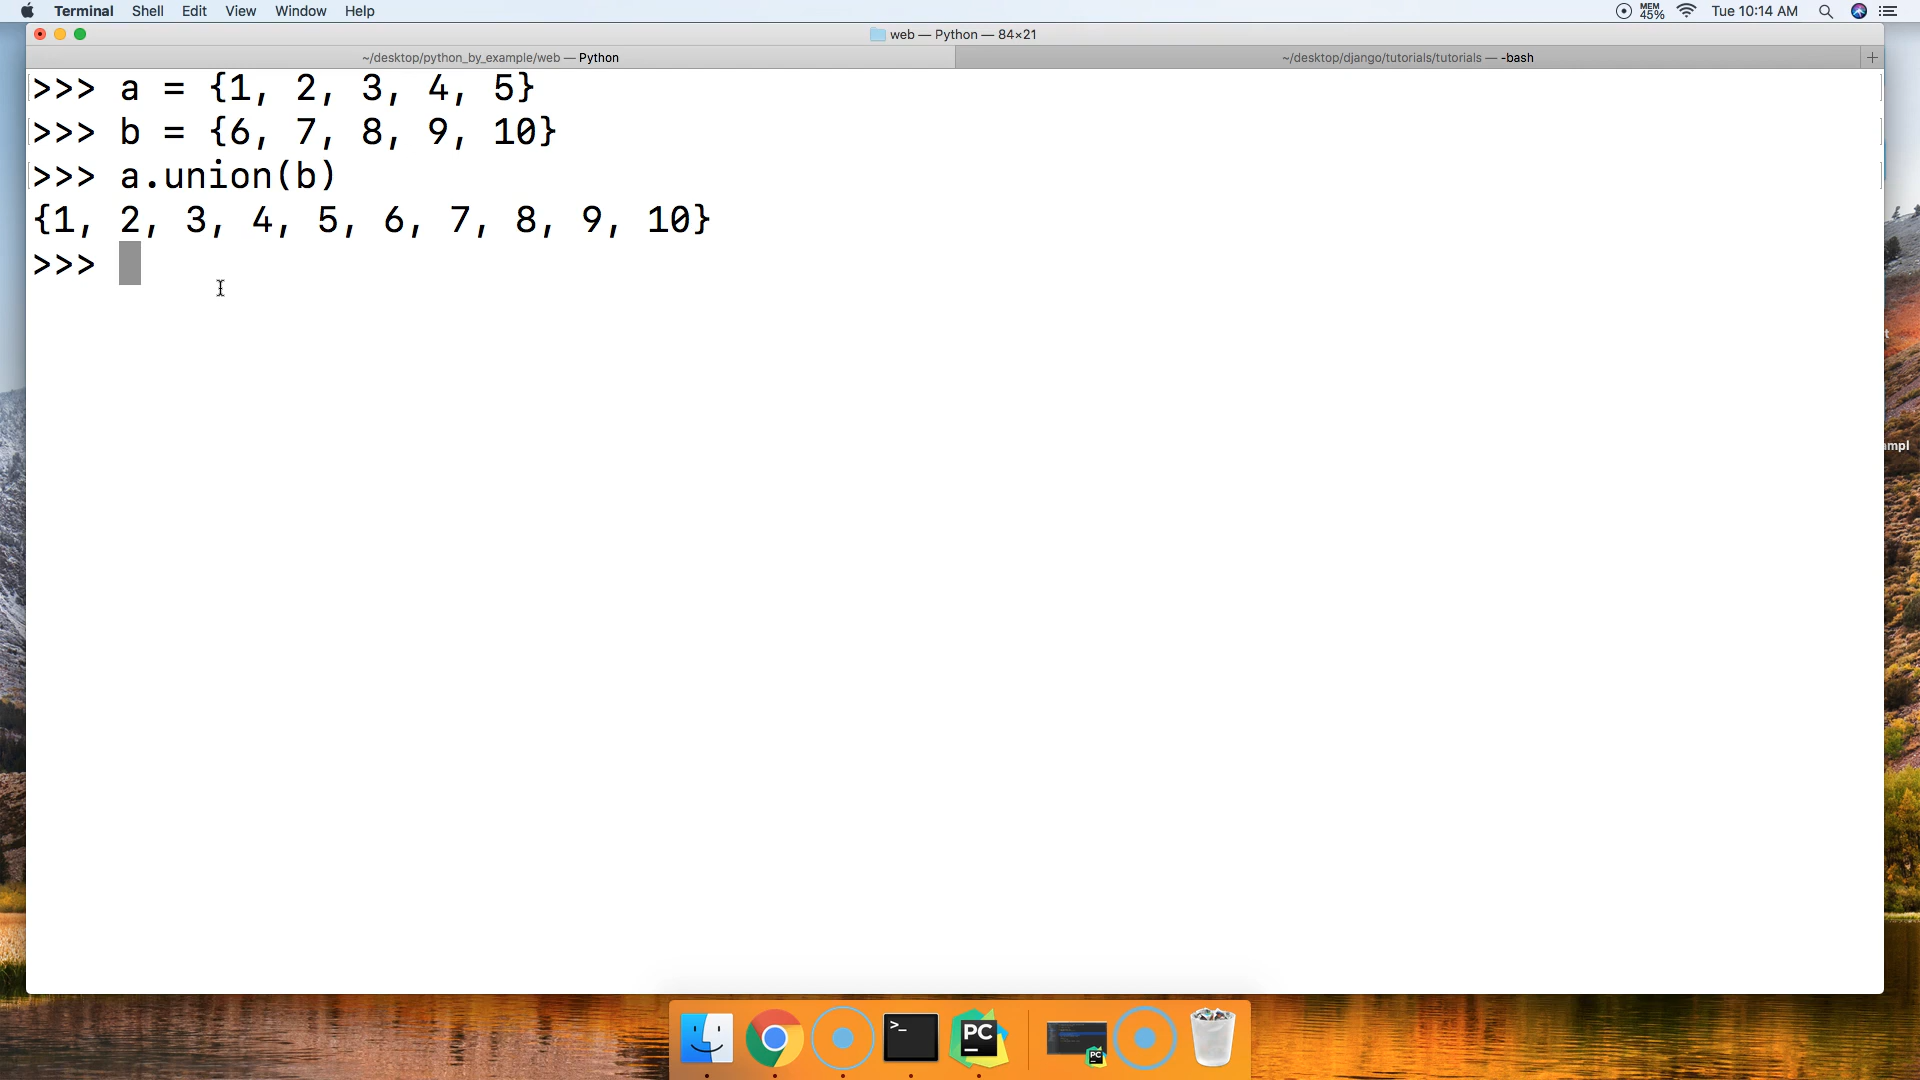 Terminal Shell Edit View Window Help MEM 45% Tue 10:14 AM
web — Python — 84×21
~/desktop/python_by_example/web — Python ~/desktop/django/tutorials/tutorials — -bash +
>>> a = {1, 2, 3, 4, 5}
>>> b = {6, 7, 8, 9, 10}
>>> a.union(b)
{1, 2, 3, 4, 5, 6, 7, 8, 9, 10}
>>>
>_ PC PC